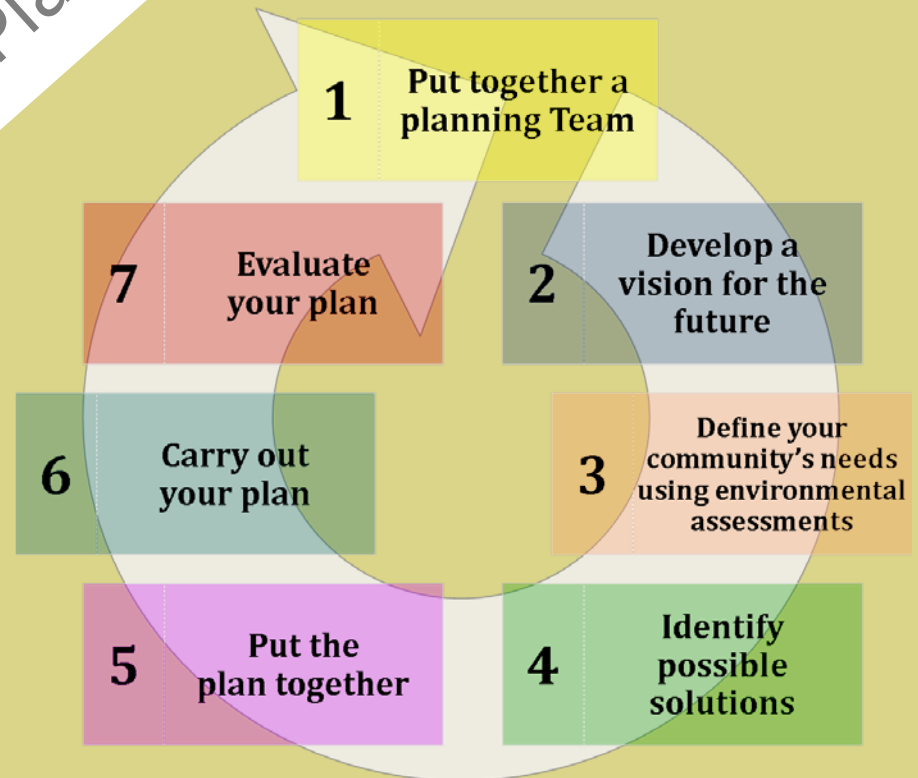 Pla
1
Put together a
planning Team
2
Develop a
vision for the
future
3
Define your
community's needs
using environmental
assessments
4
Identify
possible
solutions
5
Put the
plan together
6
Carry out
your plan
7
Evaluate
your plan